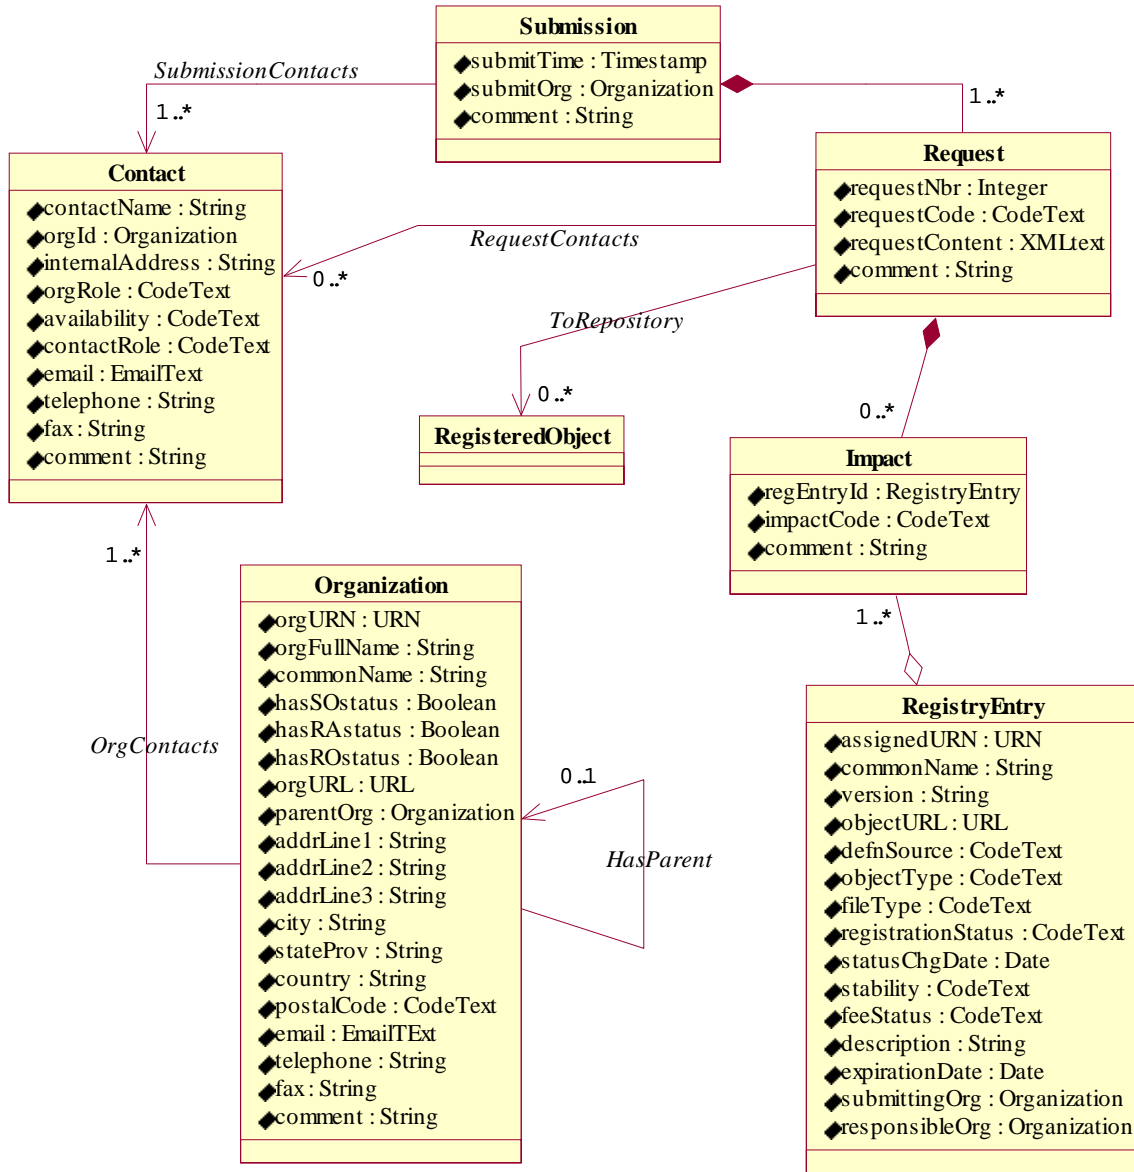 Submission
submitTime : Timestamp
submitOrg : Organization
comment : String
SubmissionContacts
1..*
1..*
Contact
contactName : String
orgId : Organization
internalAddress : String
orgRole : CodeText
availability : CodeText
contactRole : CodeText
email : EmailText
telephone : String
fax : String
comment : String
Request
requestNbr : Integer
requestCode : CodeText
requestContent : XMLtext
comment : String
RequestContacts
0..*
ToRepository
0..*
RegisteredObject
0..*
Impact
regEntryId : RegistryEntry
impactCode : CodeText
comment : String
1..*
1..*
Organization
orgURN : URN
orgFullName : String
commonName : String
hasSOstatus : Boolean
hasRAstatus : Boolean
hasROstatus : Boolean
orgURL : URL
parentOrg : Organization
addrLine1 : String
addrLine2 : String
addrLine3 : String
city : String
stateProv : String
country : String
postalCode : CodeText
email : EmailTExt
telephone : String
fax : String
comment : String
OrgContacts
0..1
HasParent
RegistryEntry
assignedURN : URN
commonName : String
version : String
objectURL : URL
defnSource : CodeText
objectType : CodeText
fileType : CodeText
registrationStatus : CodeText
statusChgDate : Date
stability : CodeText
feeStatus : CodeText
description : String
expirationDate : Date
submittingOrg : Organization
responsibleOrg : Organization